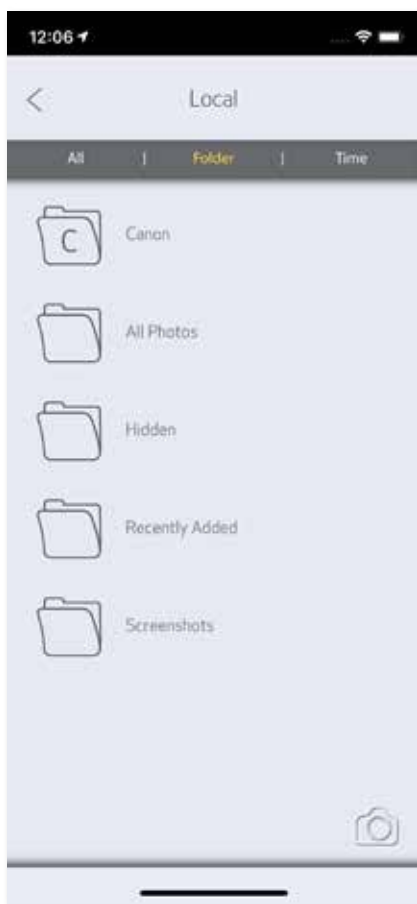 12:06
Local
All | Folder | Time
C
Canon
All Photos
Hidden
Recently Added
Screenshots